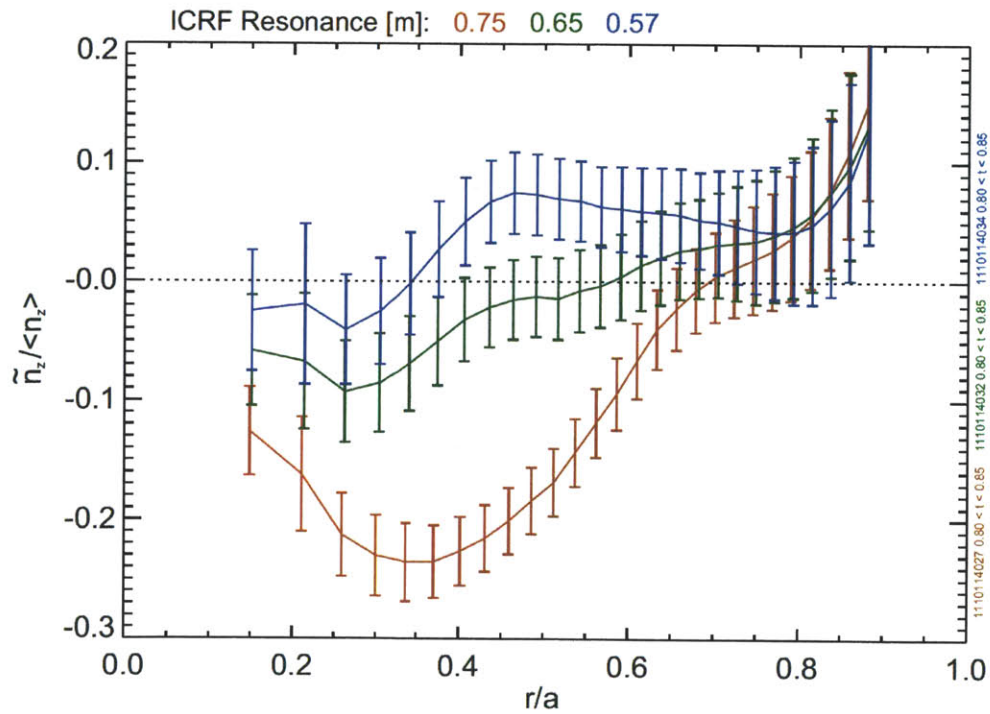 ICRF Resonance [m]: 0.75 0.65 0.57
0.2
0.1
-0.0
-0.1
-0.2
-0.3
ñ_z/<n_z>
0.0 0.2 0.4 0.6 0.8 1.0
r/a
1110114034 0.80 < t < 0.85
1110114032 0.80 < t < 0.85
1110114027 0.80 < t < 0.85